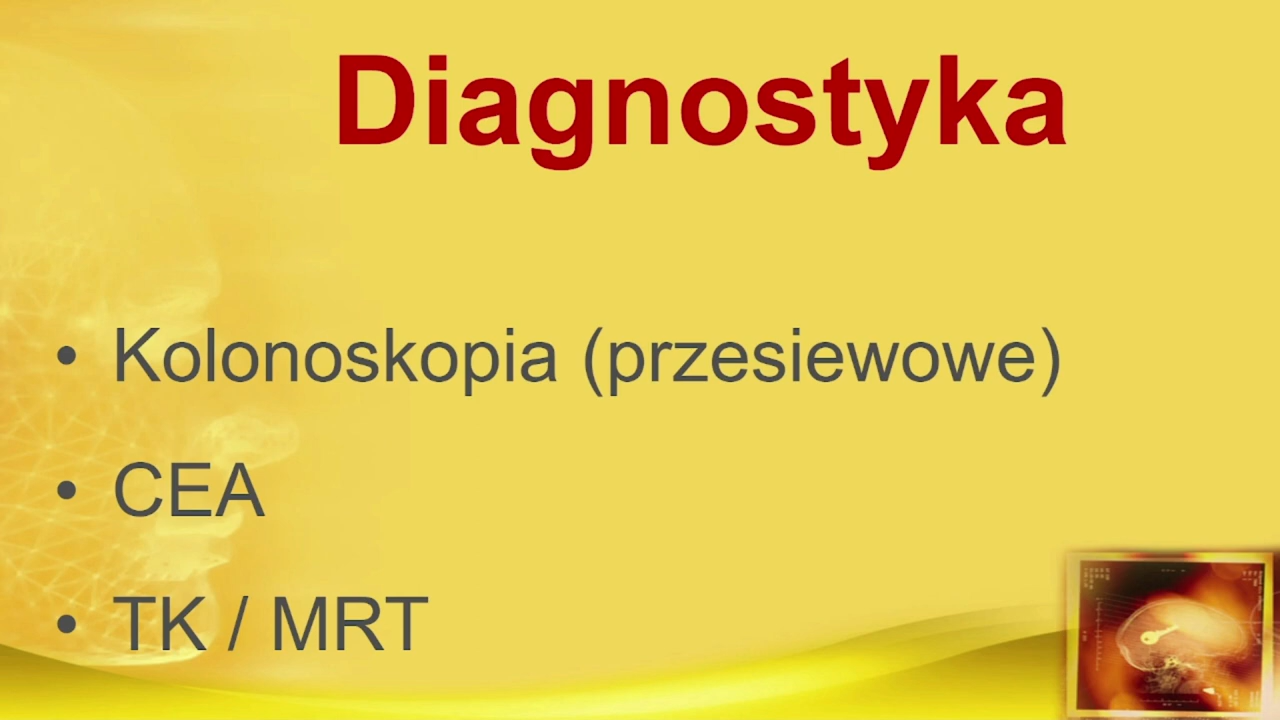 Diagnostyka
• Kolonoskopia (przesiewowe)
• CEA
• TK / MRT